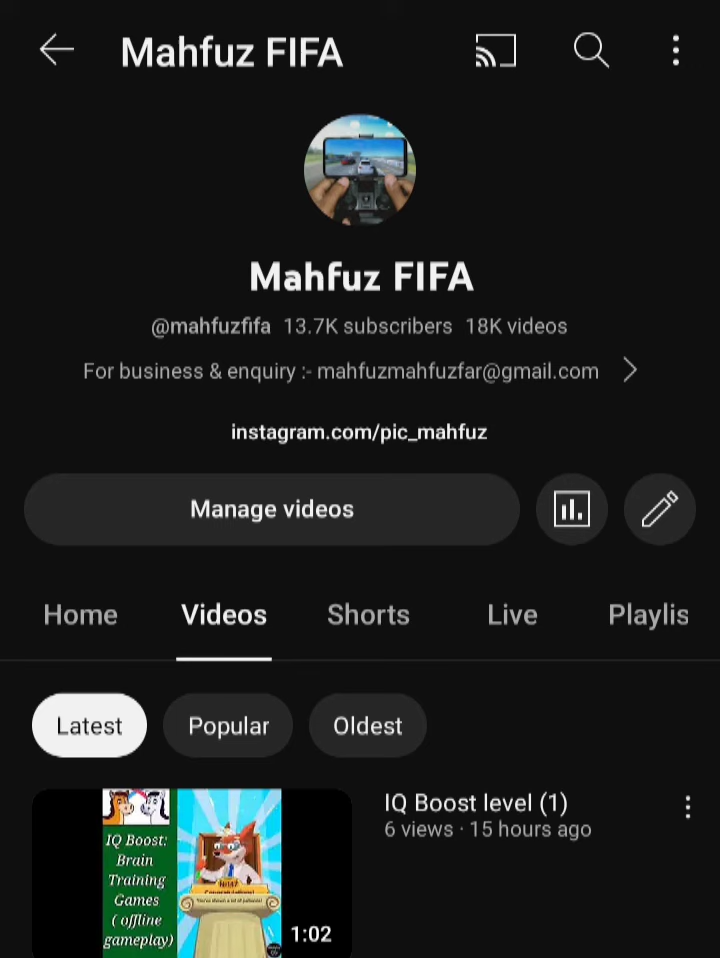 Mahfuz FIFA
Mahfuz FIFA
@mahfuzfifa 13.7K subscribers 18K videos
For business & enquiry :- mahfuzmahfuzfar@gmail.com
instagram.com/pic_mahfuz
Manage videos
Home Videos Shorts Live Playlis
Latest Popular Oldest
IQ Boost level (1)
6 views · 15 hours ago
IQ Boost:
Brain
Training
Games
( offline
gameplay)
1:02